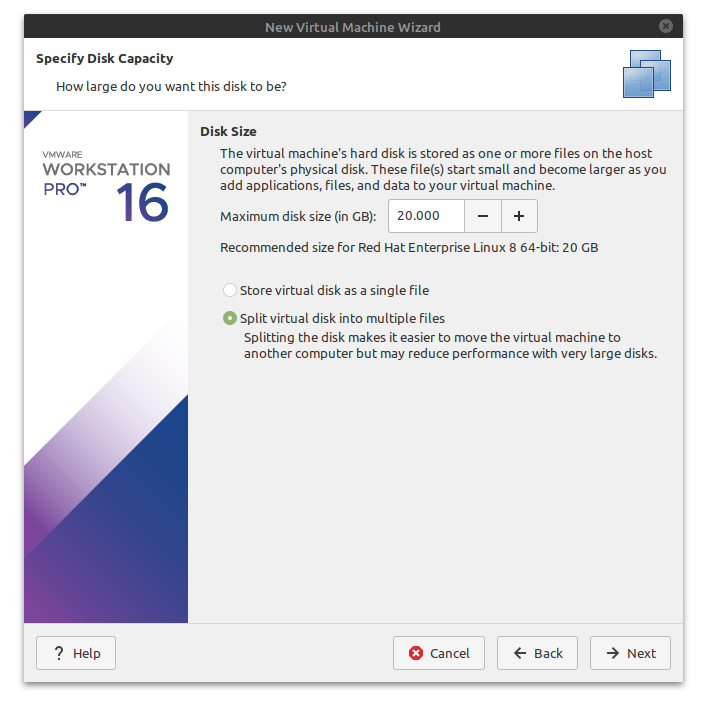 New Virtual Machine Wizard
Specify Disk Capacity
How large do you want this disk to be?
VMWARE
WORKSTATION
PRO™ 16
Disk Size
The virtual machine's hard disk is stored as one or more files on the host
computer's physical disk. These file(s) start small and become larger as you
add applications, files, and data to your virtual machine.
Maximum disk size (in GB): 20.000 − +
Recommended size for Red Hat Enterprise Linux 8 64-bit: 20 GB
Store virtual disk as a single file
Split virtual disk into multiple files
Splitting the disk makes it easier to move the virtual machine to
another computer but may reduce performance with very large disks.
? Help Cancel Back Next